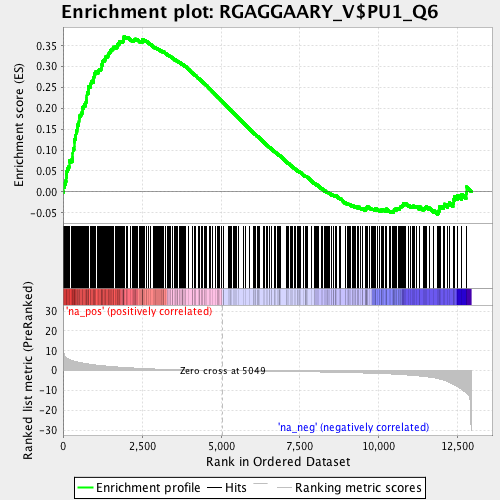 Enrichment plot: RGAGGAARY_V$PU1_Q6
Enrichment score (ES)
0.35
0.30
0.25
0.20
0.15
0.10
0.05
0.00
-0.05
'na_pos' (positively correlated)
Ranked list metric (PreRanked)
30
20
10
0
-10
-20
-30
Zero cross at 5049
'na_neg' (negatively correlated)
0
2,500
5,000
7,500
10,000
12,500
Rank in Ordered Dataset
Enrichment profile
Hits
Ranking metric scores